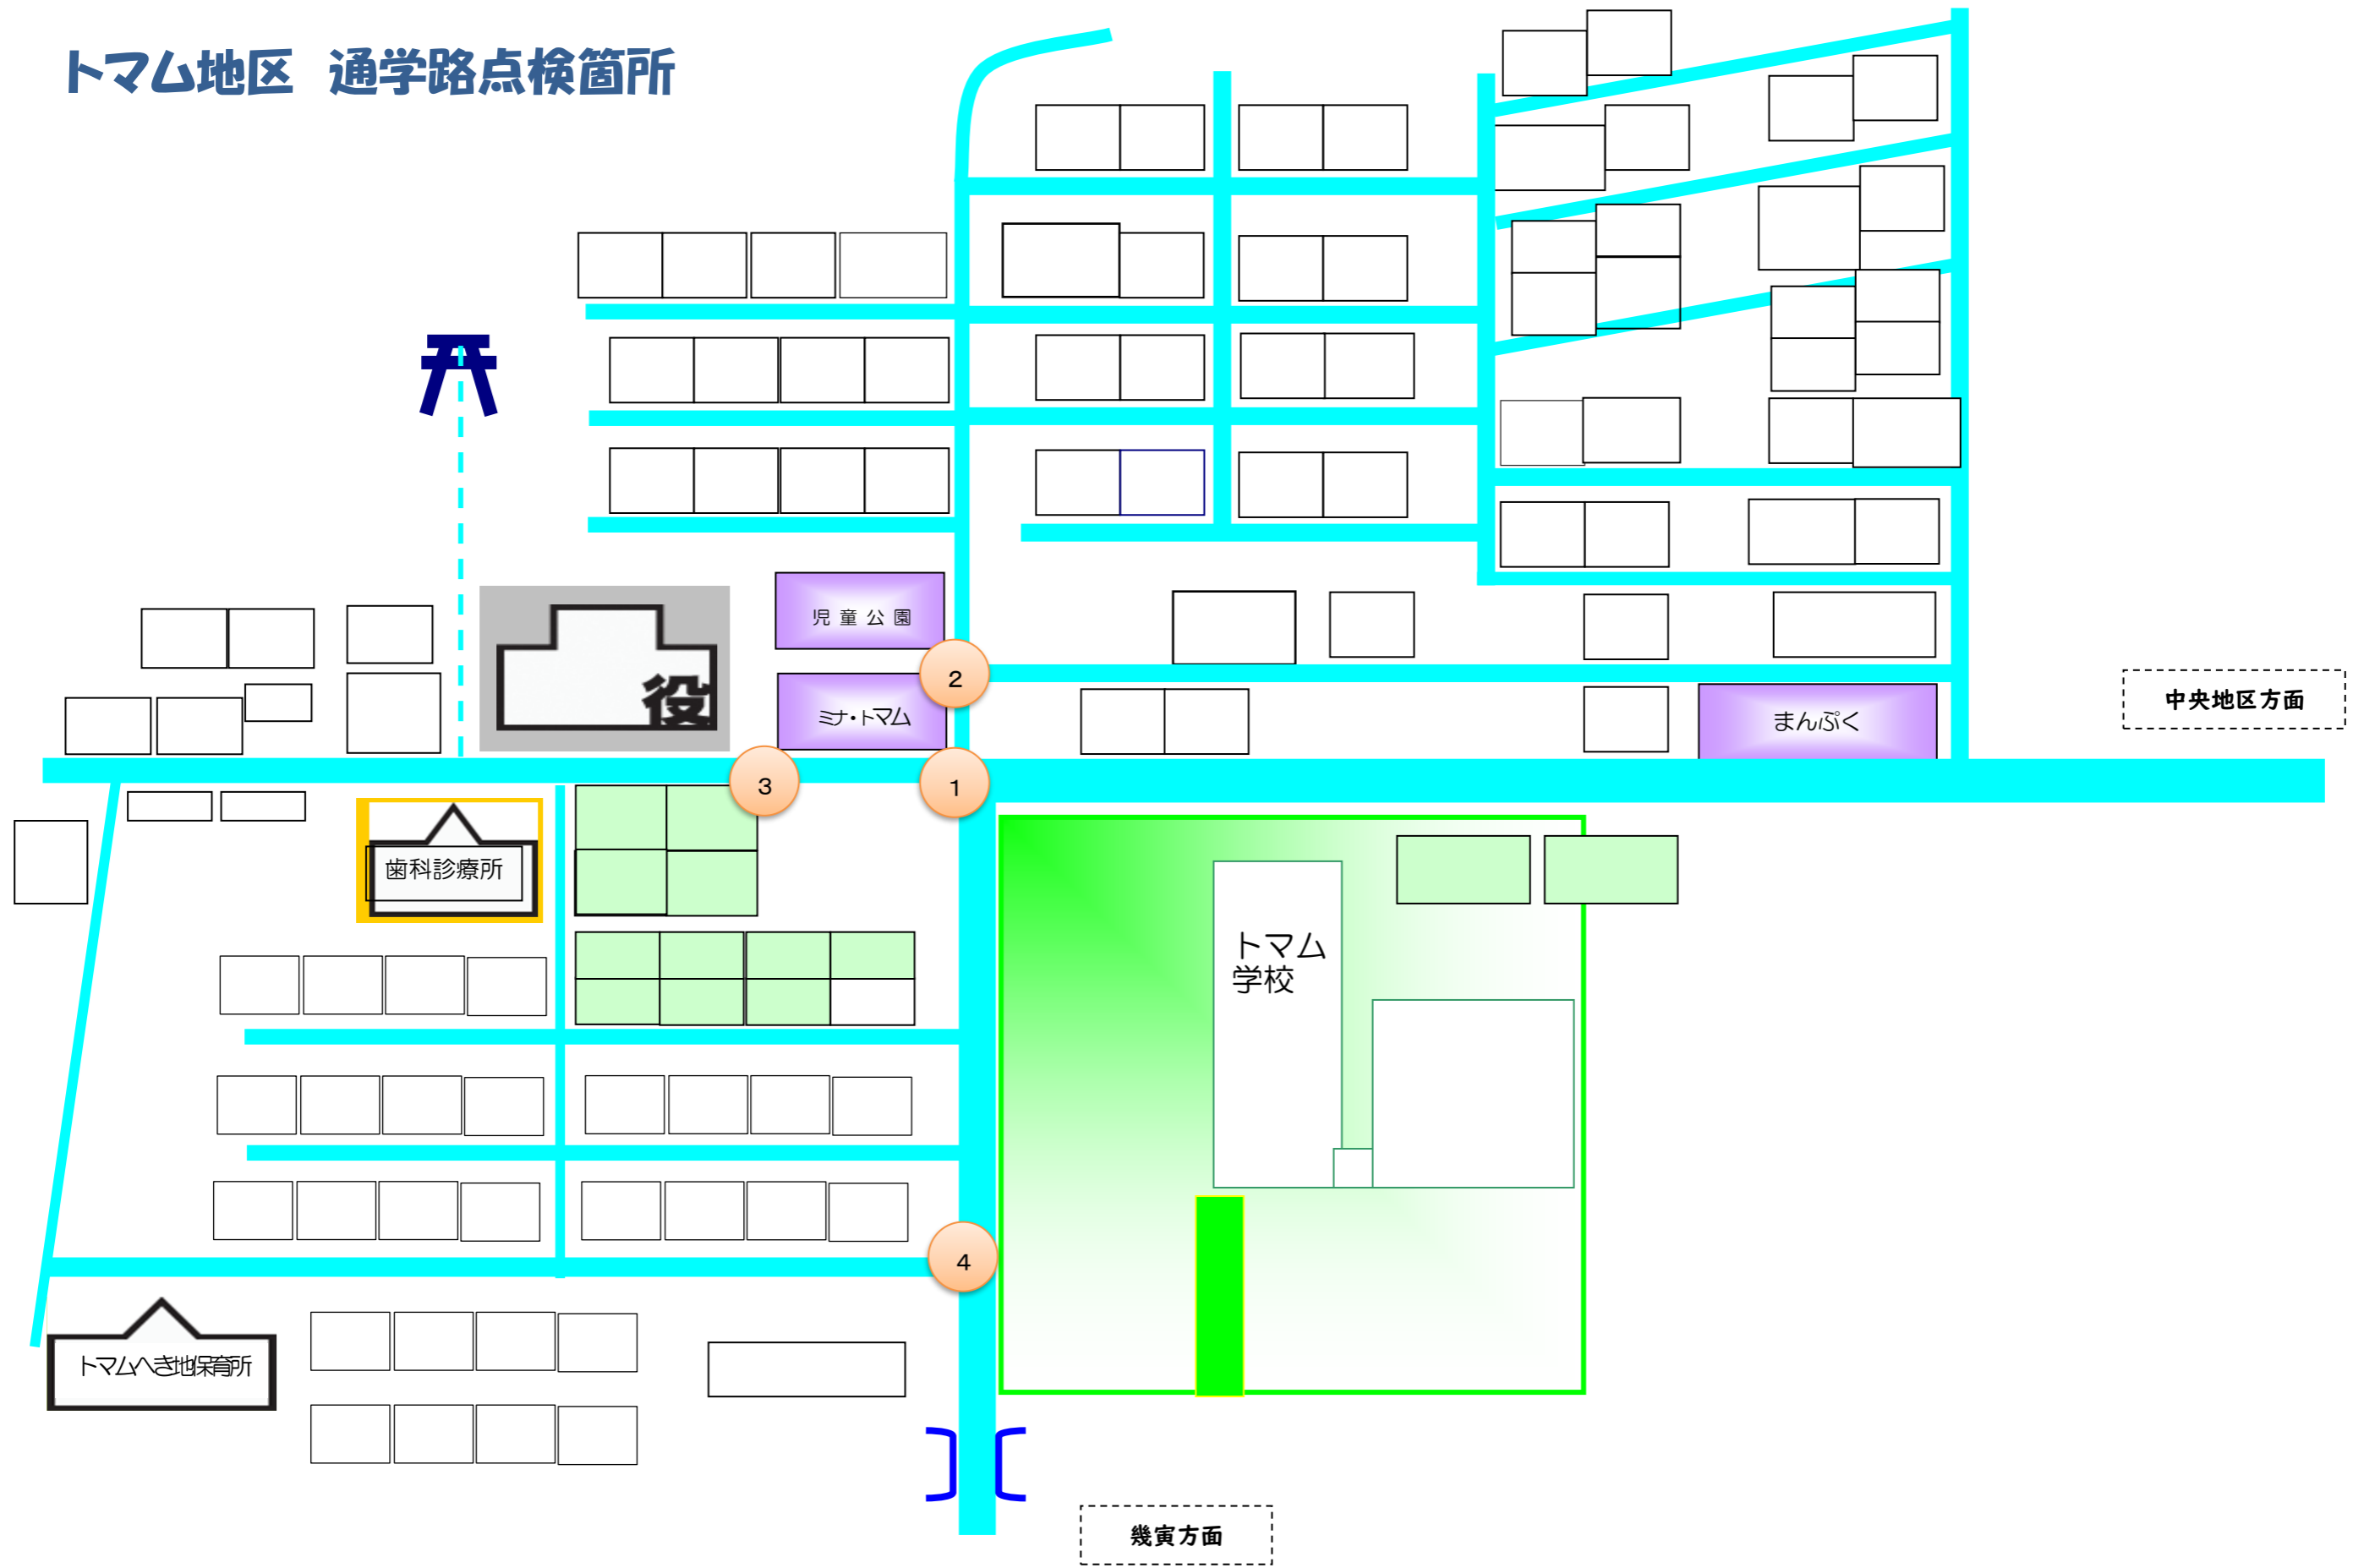 トマム地区　通学路点検箇所
児 童 公 園
2
役
ミナ・トマム
まんぷく
中央地区方面
3
1
歯科診療所
トマム
学校
4
トマムへき地保育所
幾寅方面